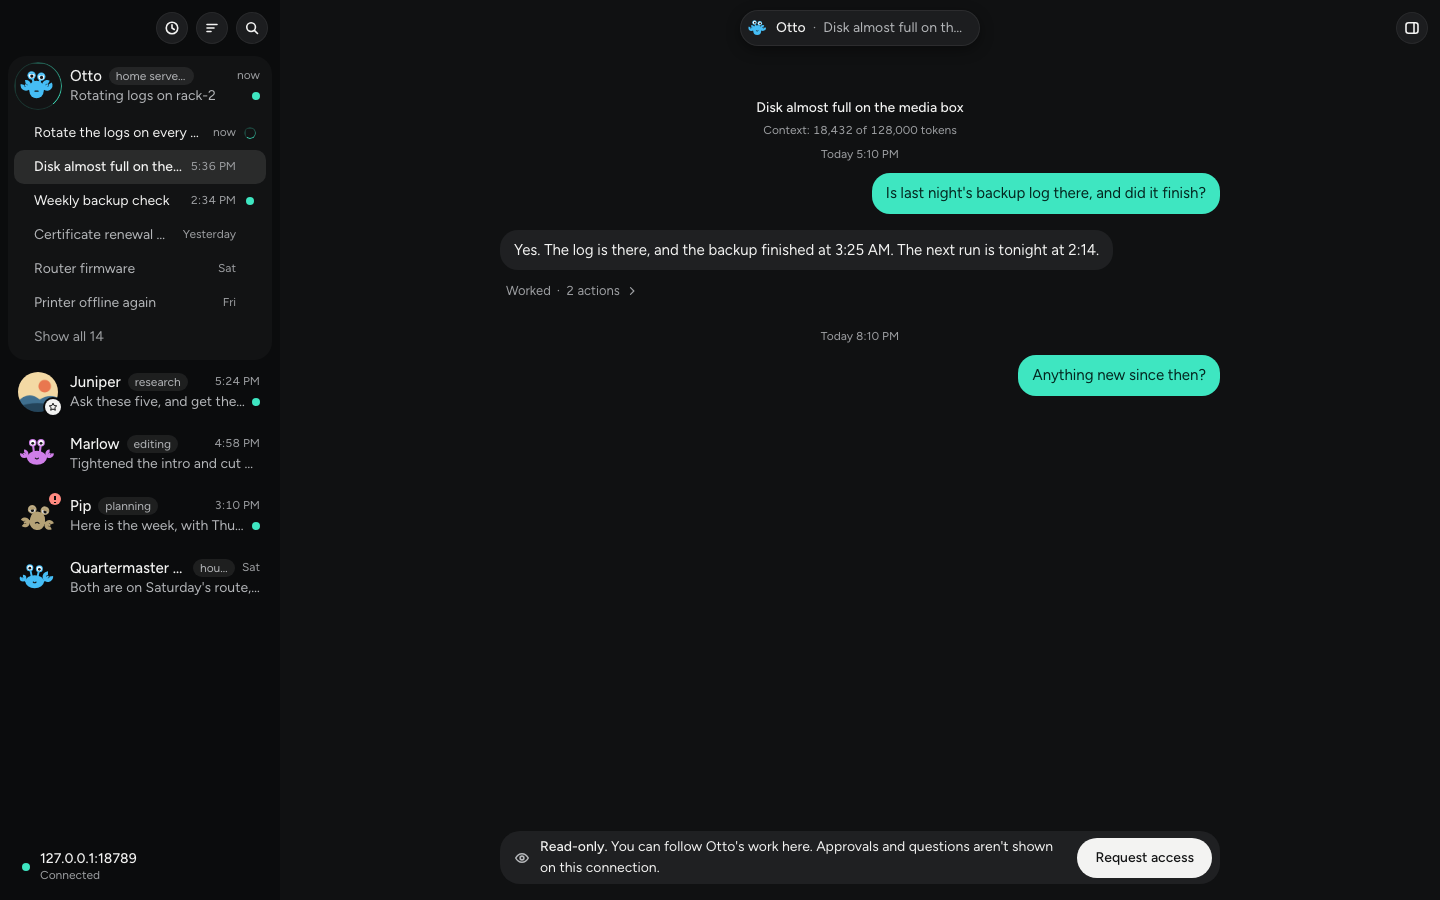 Otto home serve... now
Rotating logs on rack-2
Rotate the logs on every ... now
Disk almost full on the... 5:36 PM
Weekly backup check 2:34 PM
Certificate renewal ... Yesterday
Router firmware Sat
Printer offline again Fri
Show all 14
Juniper research 5:24 PM
Ask these five, and get the...
Marlow editing 4:58 PM
Tightened the intro and cut ...
Pip planning 3:10 PM
Here is the week, with Thu...
Quartermaster ... hou... Sat
Both are on Saturday's route,...
127.0.0.1:18789
Connected
Otto · Disk almost full on th...
Disk almost full on the media box
Context: 18,432 of 128,000 tokens
Today 5:10 PM
Is last night's backup log there, and did it finish?
Yes. The log is there, and the backup finished at 3:25 AM. The next run is tonight at 2:14.
Worked · 2 actions
Today 8:10 PM
Anything new since then?
Read-only. You can follow Otto's work here. Approvals and questions aren't shown
on this connection.
Request access